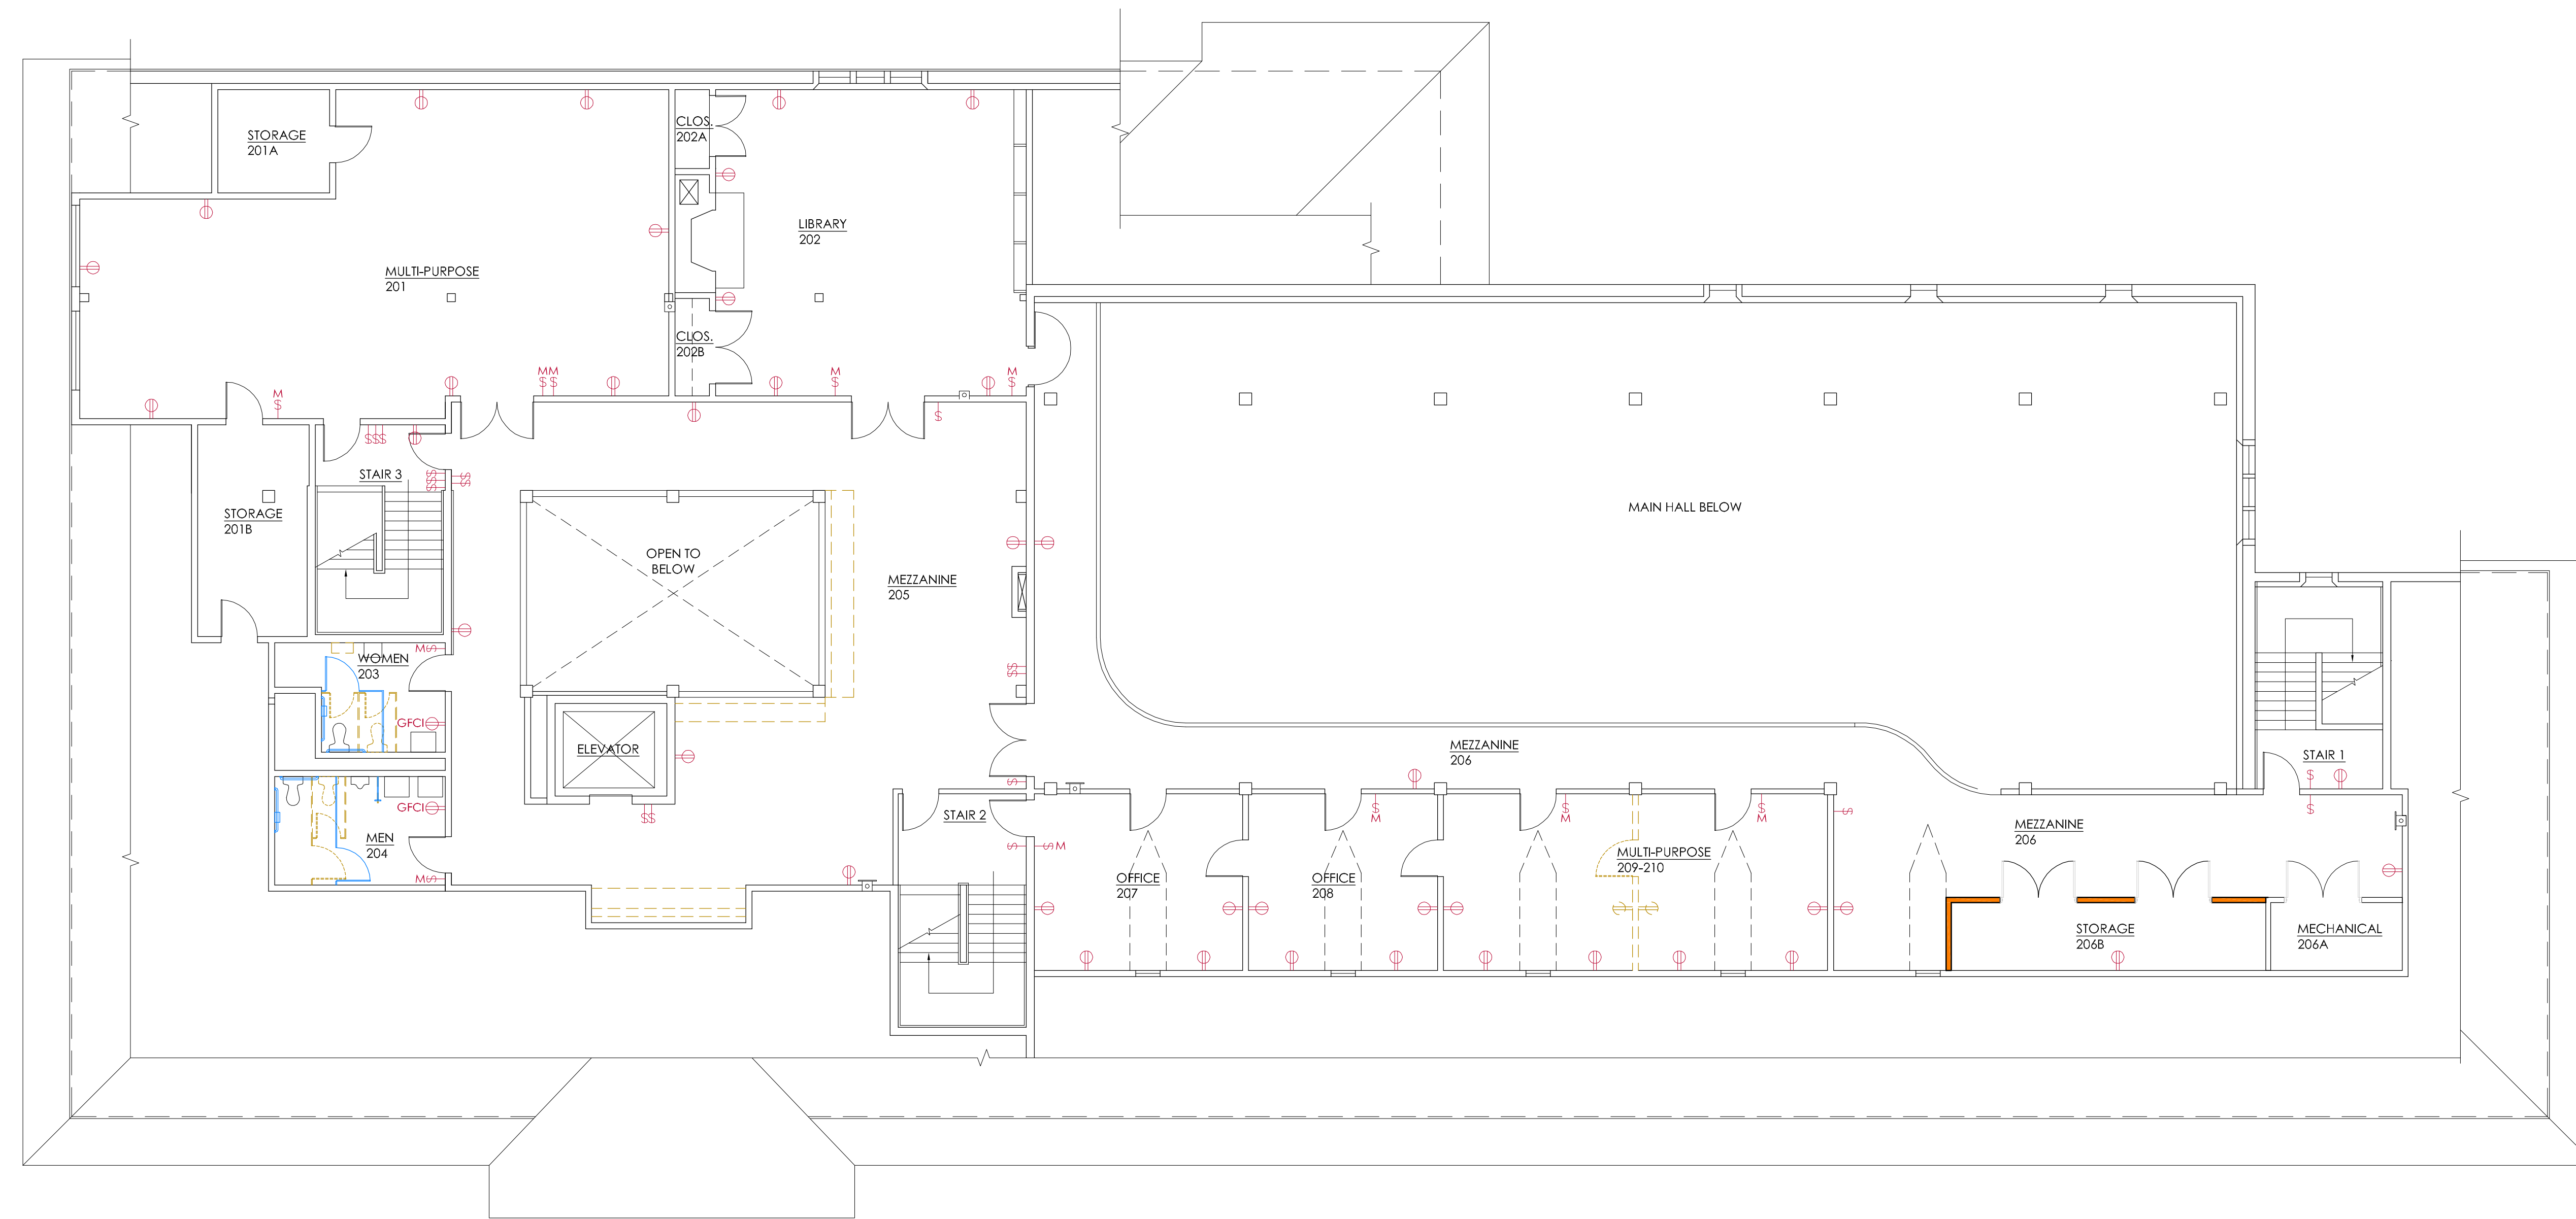 STORAGE
201A
CLOS.
202A
LIBRARY
202
MULTI-PURPOSE
201
CLOS.
202B
M
$
MM
$$
M
$
M
$
$
$$$
STAIR 3
$$$
$$
STORAGE
201B
MAIN HALL BELOW
OPEN TO
BELOW
MEZZANINE
205
M$
WOMEN
203
$$
GFCI
ELEVATOR
MEZZANINE
206
STAIR 1
$
$
$
GFCI
$$
STAIR 2
$
M
$
M
$
M
$
M
$
MEZZANINE
206
MEN
204
$
$M
MULTI-PURPOSE
209-210
M$
OFFICE
207
OFFICE
208
STORAGE
206B
MECHANICAL
206A